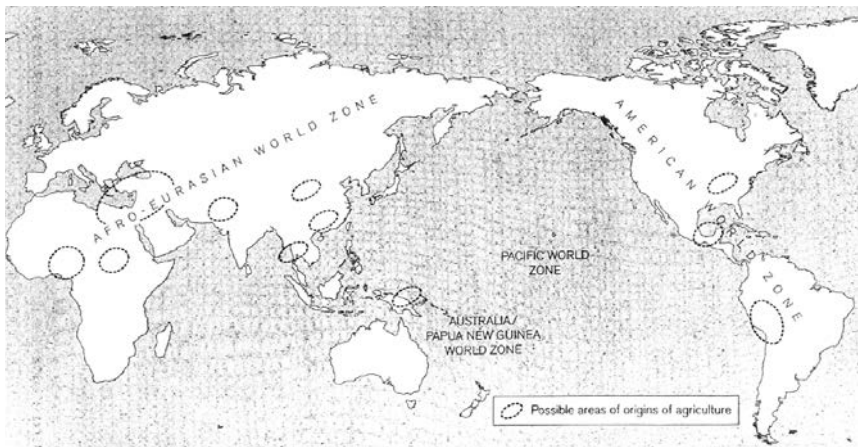 AFRO-EURASIAN WORLD ZONE
AMERICAN WORLD ZONE
PACIFIC WORLD
ZONE
AUSTRALIA/
PAPUA NEW GUINEA
WORLD ZONE
Possible areas of origins of agriculture